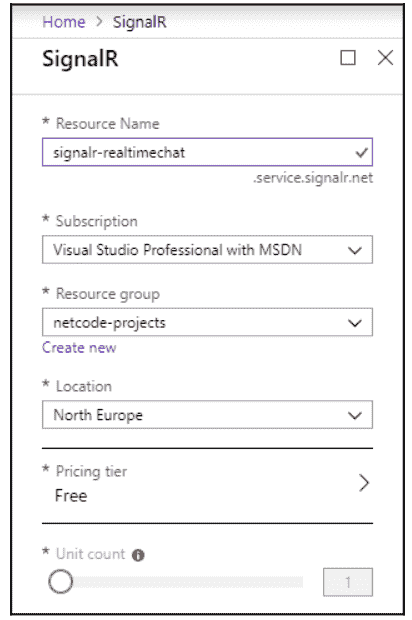 Home > SignalR
SignalR
* Resource Name
signalr-realtimechat
.service.signalr.net
* Subscription
Visual Studio Professional with MSDN
* Resource group
netcode-projects
Create new
* Location
North Europe
* Pricing tier
Free
* Unit count
1